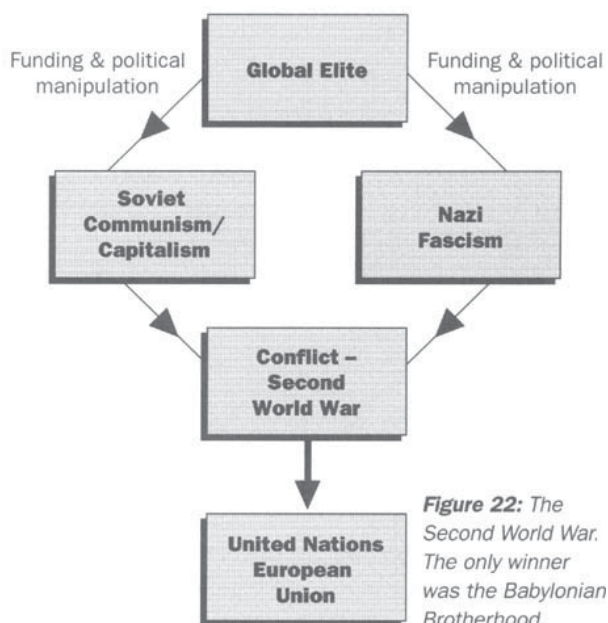 Funding & political
manipulation
Global Elite
Funding & political
manipulation
Soviet
Communism/
Capitalism
Nazi
Fascism
Conflict –
Second
World War
United Nations
European
Union
Figure 22: The
Second World War.
The only winner
was the Babylonian
Brotherhood